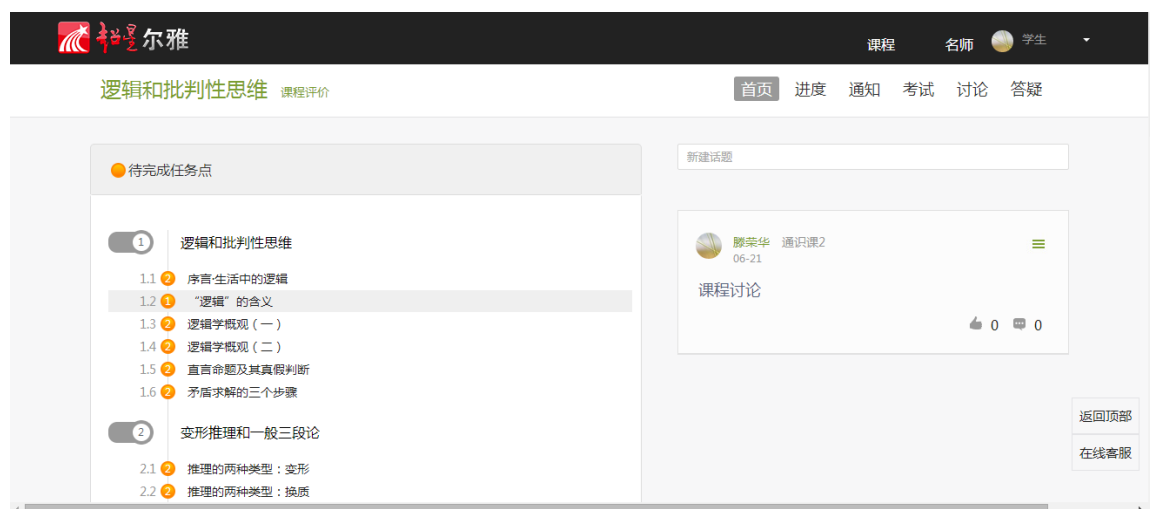 超星尔雅
课程 名师 学生
逻辑和批判性思维 课程评价
首页 进度 通知 考试 讨论 答疑
待完成任务点
1 逻辑和批判性思维
1.1 2 序言·生活中的逻辑
1.2 1 “逻辑”的含义
1.3 2 逻辑学概观（一）
1.4 2 逻辑学概观（二）
1.5 2 直言命题及其真假判断
1.6 2 矛盾求解的三个步骤
2 变形推理和一般三段论
2.1 2 推理的两种类型：变形
2.2 2 推理的两种类型：换质
新建话题
滕荣华 通识课2
06-21
课程讨论
0 0
返回顶部
在线客服